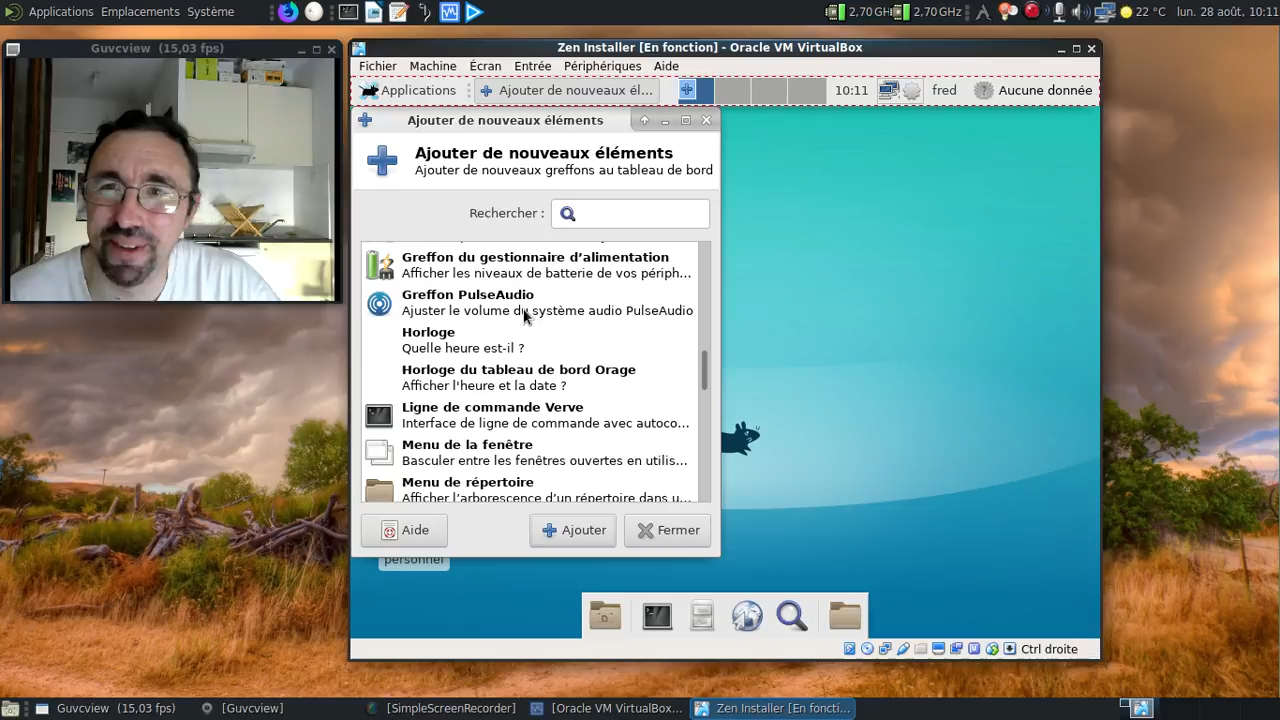 Applications Emplacements Système
2,70 GHz 2,70 GHz 22 °C lun. 28 août, 10:11
Guvcview (15,03 fps)
Zen Installer [En fonction] - Oracle VM VirtualBox
Fichier Machine Écran Entrée Périphériques Aide
Applications Ajouter de nouveaux él... 10:11 fred Aucune donnée
Ajouter de nouveaux éléments
Ajouter de nouveaux éléments
Ajouter de nouveaux greffons au tableau de bord
Rechercher :
Greffon du gestionnaire d’alimentation
Afficher les niveaux de batterie de vos périph...
Greffon PulseAudio
Ajuster le volume du système audio PulseAudio
Horloge
Quelle heure est-il ?
Horloge du tableau de bord Orage
Afficher l'heure et la date ?
Ligne de commande Verve
Interface de ligne de commande avec autoco...
Menu de la fenêtre
Basculer entre les fenêtres ouvertes en utilis...
Menu de répertoire
Afficher l’arborescence d’un répertoire dans u...
Aide Ajouter Fermer
personnel
Ctrl droite
Guvcview (15,03 fps) [Guvcview] [SimpleScreenRecorder] [Oracle VM VirtualBox... Zen Installer [En foncti...